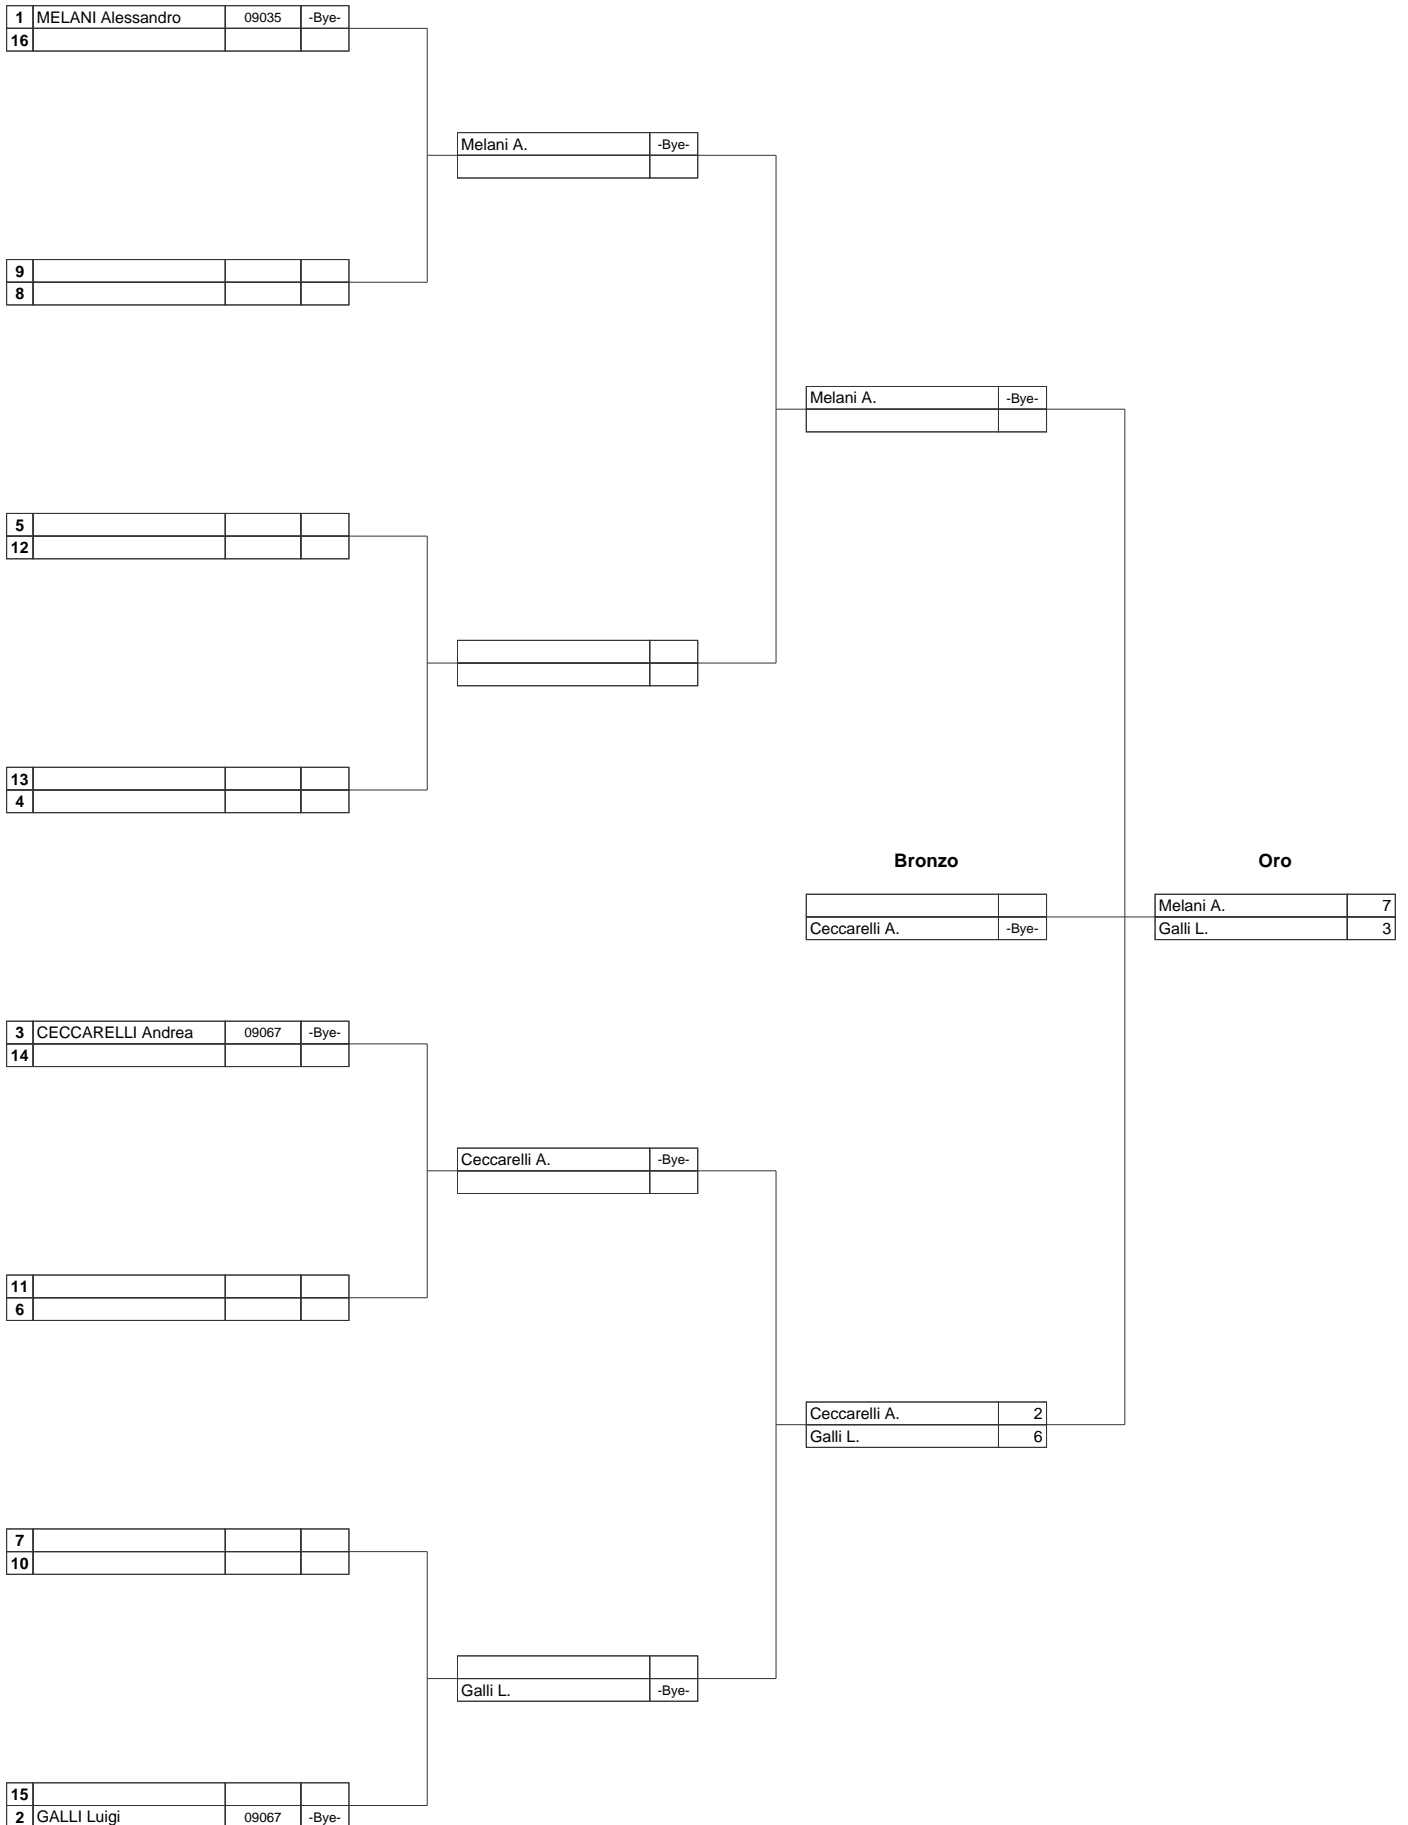 1 MELANI Alessandro 09035 -Bye-
16
Melani A. -Bye-
9
8
Melani A. -Bye-
5
12
13
4
Bronzo Oro
Melani A. 7
Ceccarelli A. -Bye- Galli L. 3
3 CECCARELLI Andrea 09067 -Bye-
14
Ceccarelli A. -Bye-
11
6
Ceccarelli A. 2
Galli L. 6
7
10
Galli L. -Bye-
15
2 GALLI Luigi 09067 -Bye-